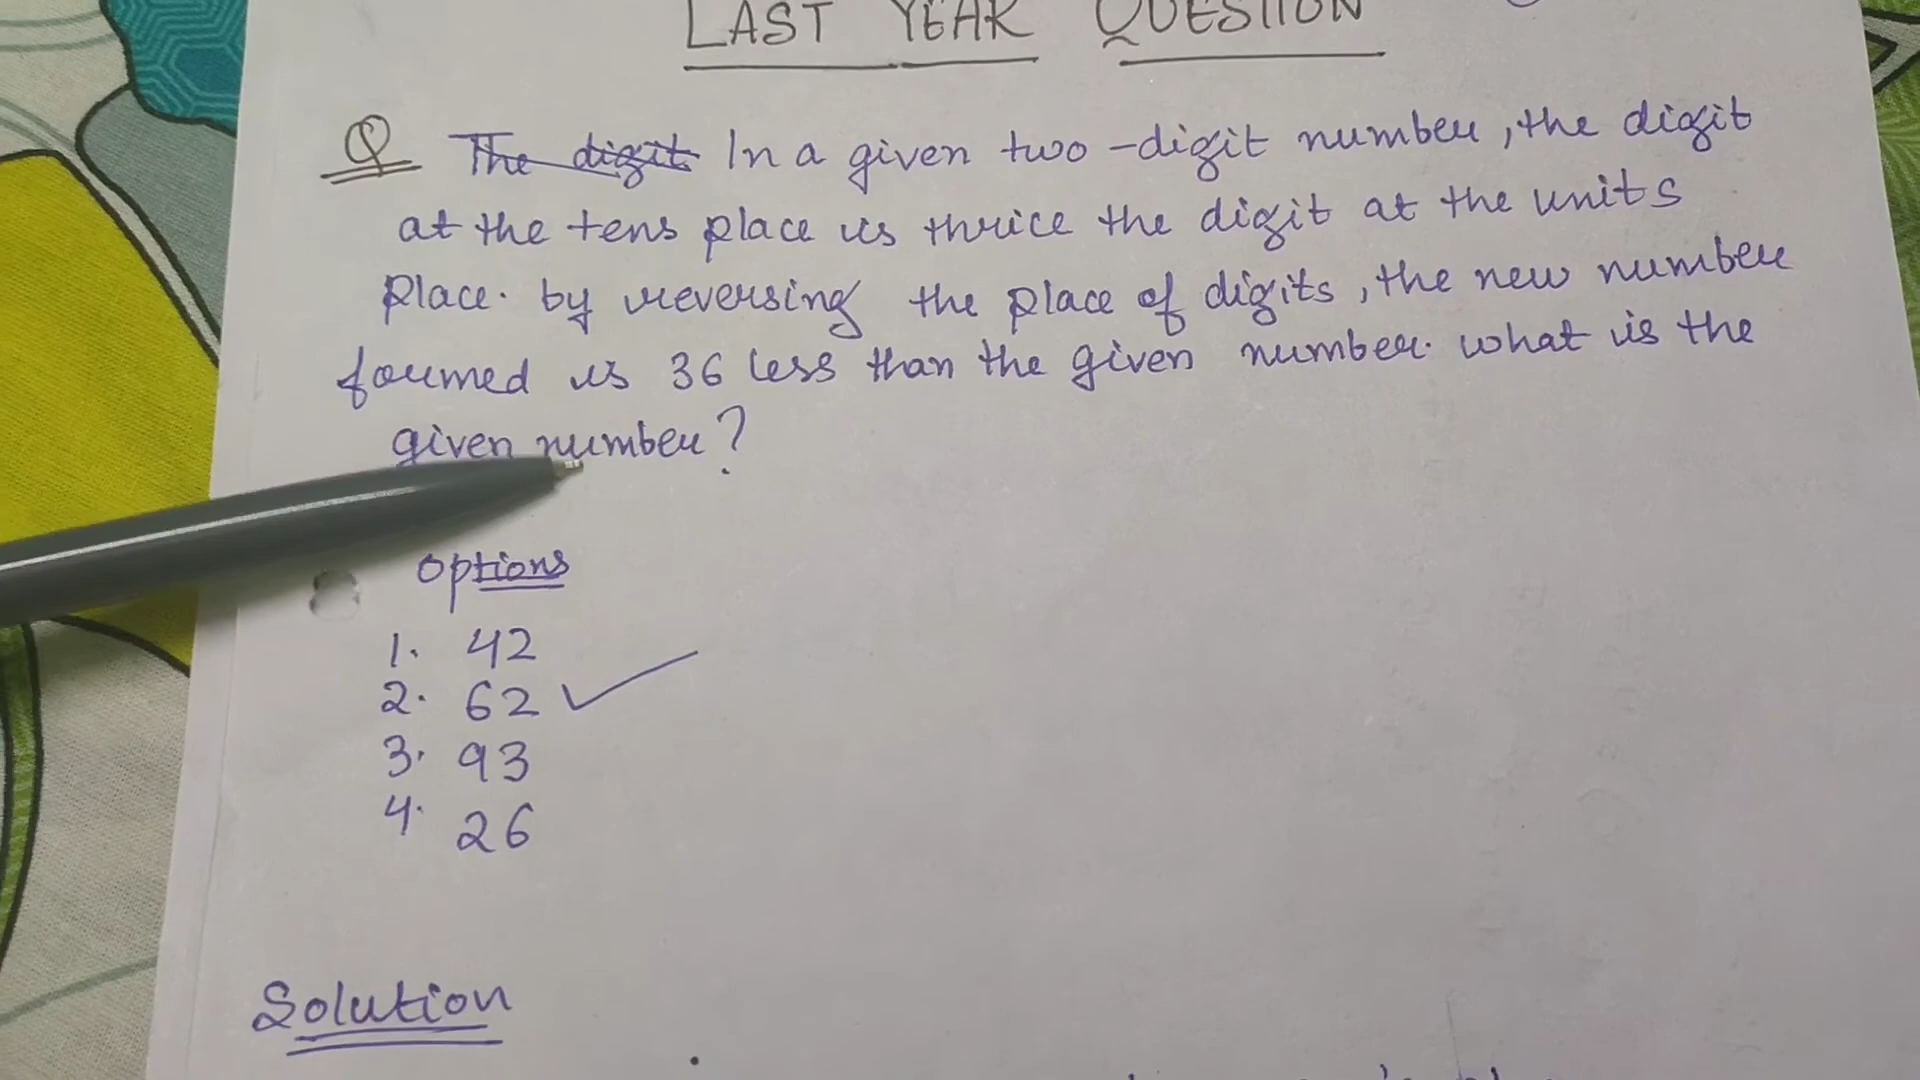 LAST YEAR QUESTION
Q The digit In a given two-digit number, the digit
at the tens place is thrice the digit at the units
place. by reversing the place of digits, the new number
formed is 36 less than the given number. what is the
given number?
Options
1. 42
2. 62
3. 93
4. 26
Solution